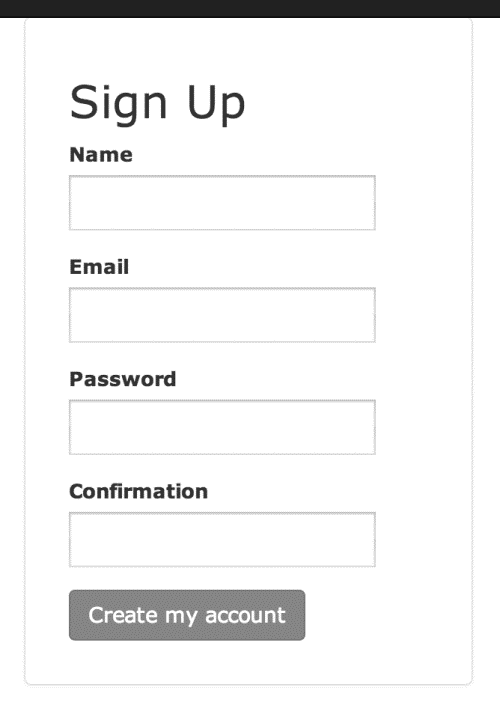 Sign Up
Name
Email
Password
Confirmation
Create my account